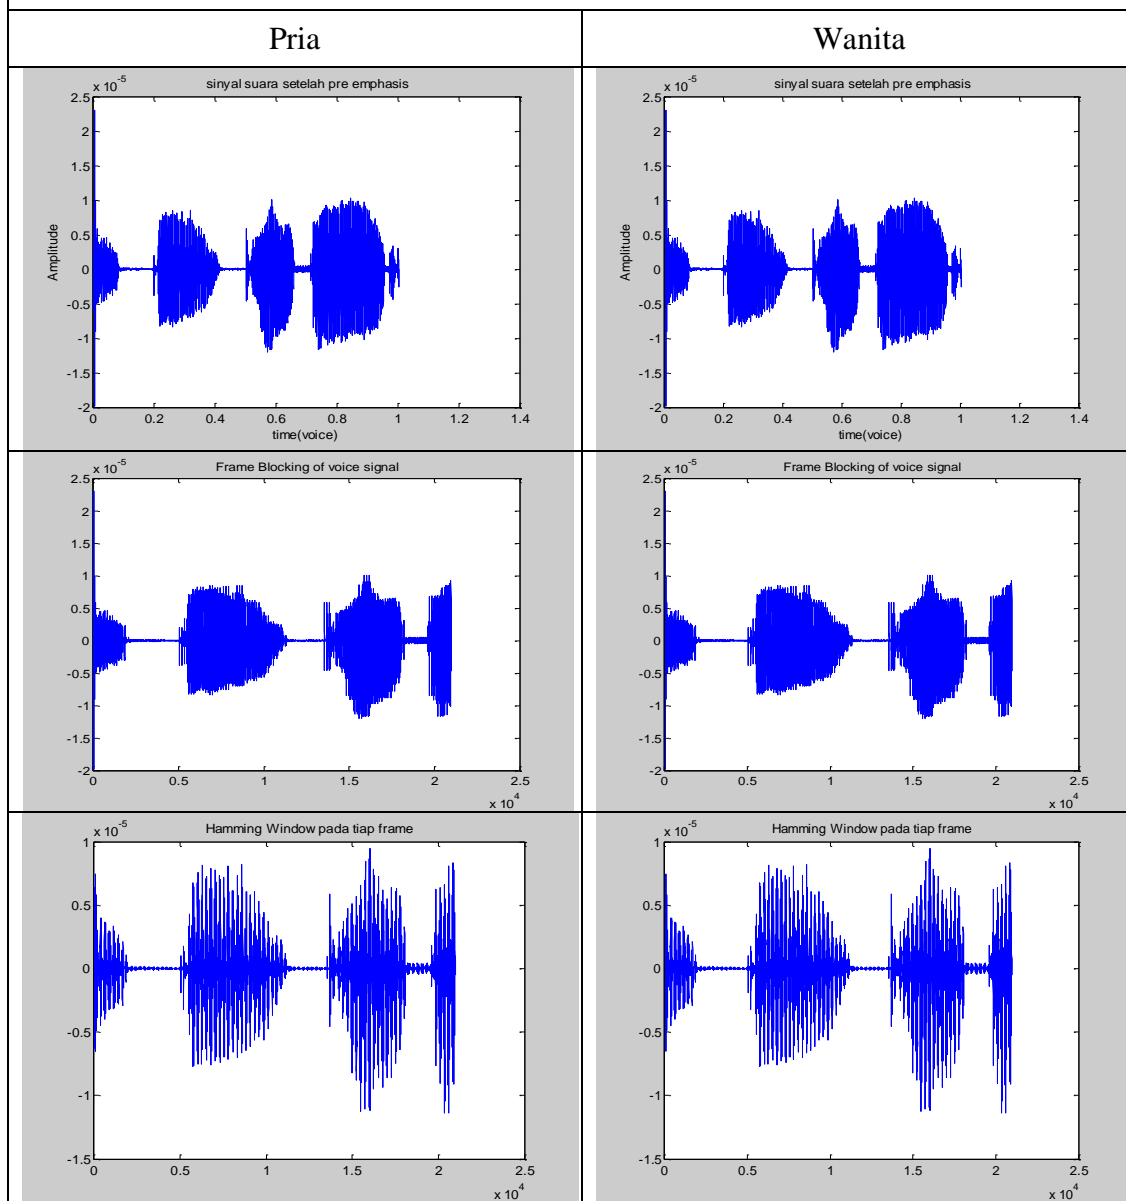 Pria Wanita
sinyal suara setelah pre emphasis
x 10^-5
2.5
2
1.5
1
0.5
0
-0.5
-1
-1.5
-2
Amplitude
0 0.2 0.4 0.6 0.8 1 1.2 1.4
time(voice)
sinyal suara setelah pre emphasis
x 10^-5
2.5
2
1.5
1
0.5
0
-0.5
-1
-1.5
-2
Amplitude
0 0.2 0.4 0.6 0.8 1 1.2 1.4
time(voice)
Frame Blocking of voice signal
x 10^-5
2.5
2
1.5
1
0.5
0
-0.5
-1
-1.5
-2
0 0.5 1 1.5 2 2.5
x 10^4
Frame Blocking of voice signal
x 10^-5
2.5
2
1.5
1
0.5
0
-0.5
-1
-1.5
-2
0 0.5 1 1.5 2 2.5
x 10^4
Hamming Window pada tiap frame
x 10^-5
1
0.5
0
-0.5
-1
-1.5
0 0.5 1 1.5 2 2.5
x 10^4
Hamming Window pada tiap frame
x 10^-5
1
0.5
0
-0.5
-1
-1.5
0 0.5 1 1.5 2 2.5
x 10^4